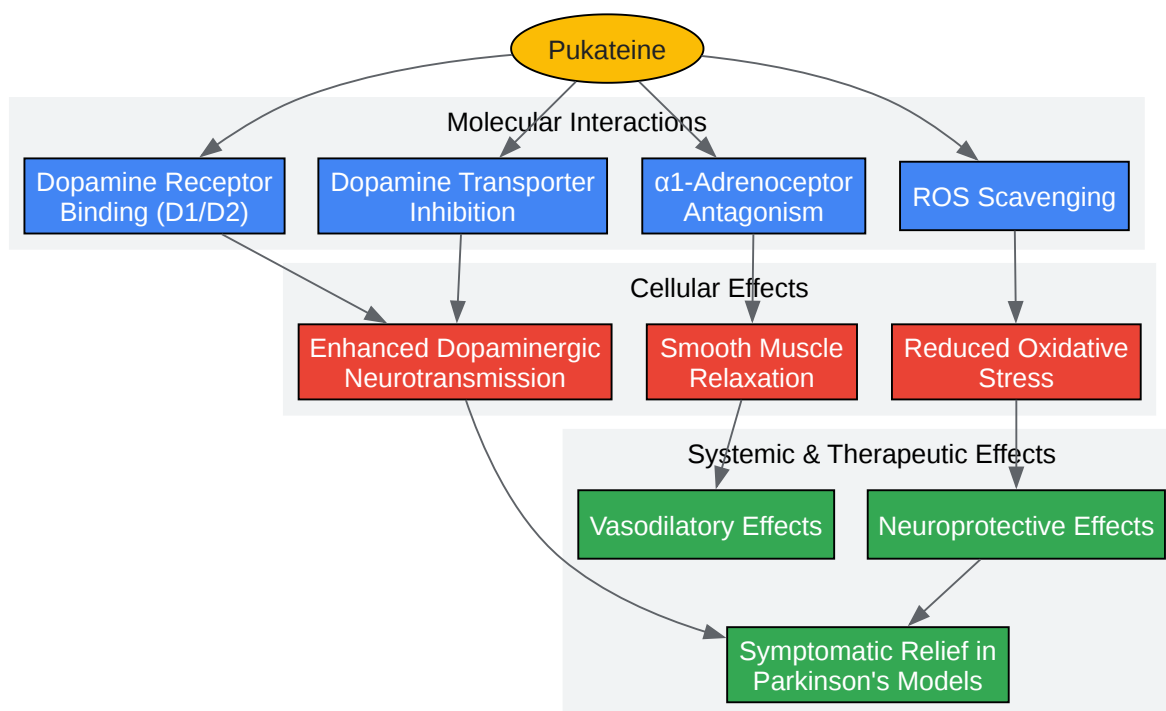 Pukateine
Molecular Interactions
Dopamine Receptor
Binding (D1/D2)
Dopamine Transporter
Inhibition
α1-Adrenoceptor
Antagonism
ROS Scavenging
Cellular Effects
Enhanced Dopaminergic
Neurotransmission
Smooth Muscle
Relaxation
Reduced Oxidative
Stress
Systemic & Therapeutic Effects
Vasodilatory Effects
Neuroprotective Effects
Symptomatic Relief in
Parkinson's Models